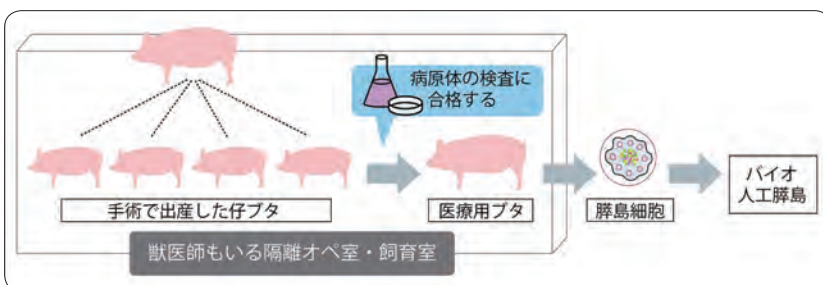 病原体の検査に
合格する
手術で出産した仔ブタ
医療用ブタ
膵島細胞
バイオ
人工膵島
獣医師もいる隔離オペ室・飼育室